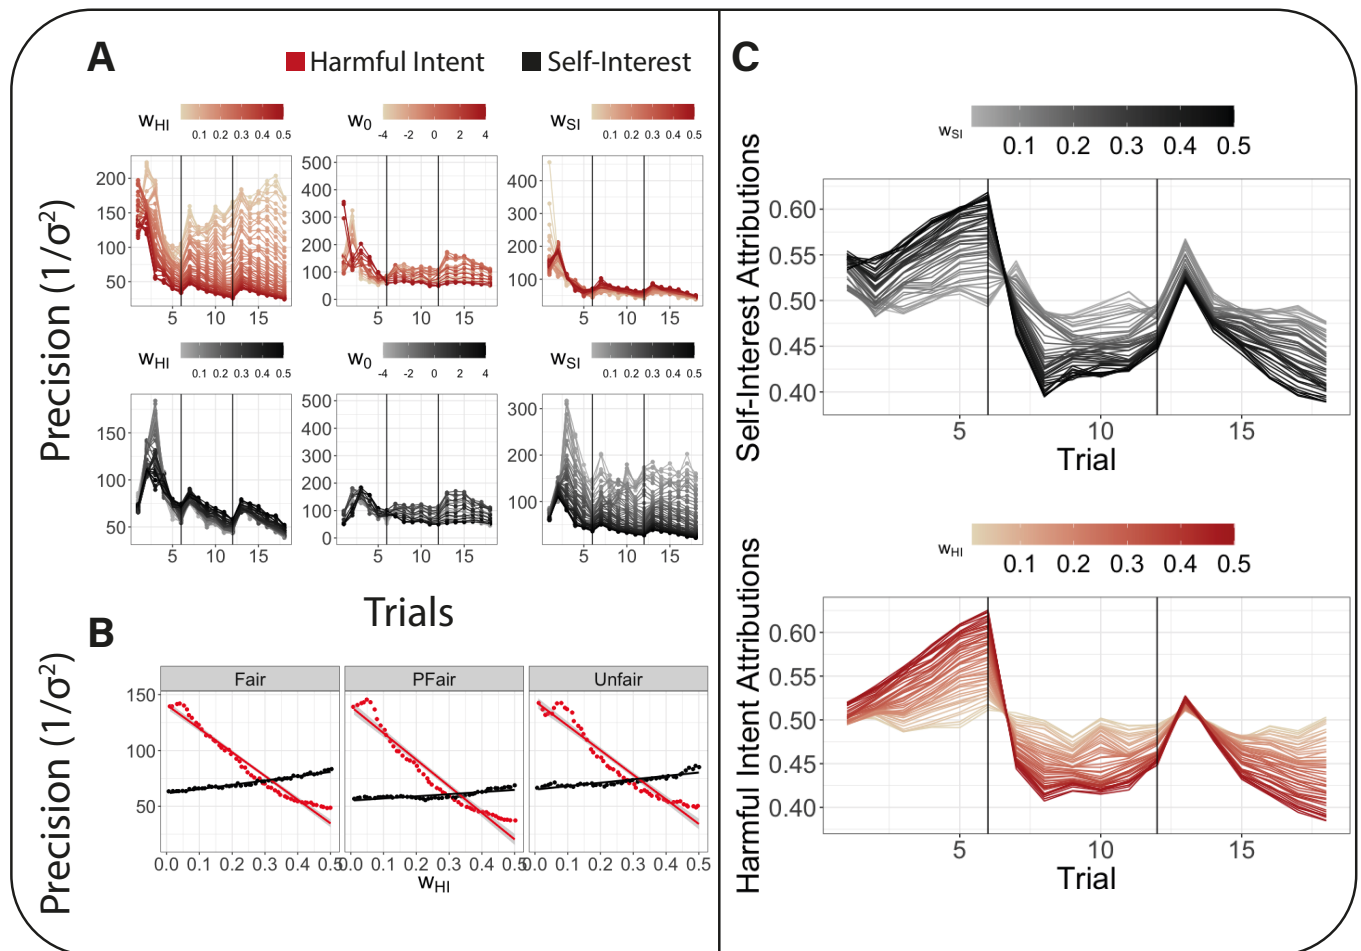 A
Harmful Intent Self-Interest
wHI 0.1 0.2 0.3 0.4 0.5
w0 -4 -2 0 2 4
wSI 0.1 0.2 0.3 0.4 0.5
Precision (1/σ²)
200
150
100
50
5 10 15
500
400
300
200
100
0
5 10 15
400
300
200
100
5 10 15
wHI 0.1 0.2 0.3 0.4 0.5
w0 -4 -2 0 2 4
wSI 0.1 0.2 0.3 0.4 0.5
150
100
50
5 10 15
500
400
300
200
100
0
5 10 15
300
200
100
5 10 15
Trials
B
Precision (1/σ²)
Fair PFair Unfair
150
100
50
0.0 0.1 0.2 0.3 0.4 0.5
0.0 0.1 0.2 0.3 0.4 0.5
0.0 0.1 0.2 0.3 0.4 0.5
wHI
C
wSI 0.1 0.2 0.3 0.4 0.5
Self-Interest Attributions
0.60
0.55
0.50
0.45
0.40
5 10 15
Trial
wHI 0.1 0.2 0.3 0.4 0.5
Harmful Intent Attributions
0.60
0.55
0.50
0.45
0.40
5 10 15
Trial